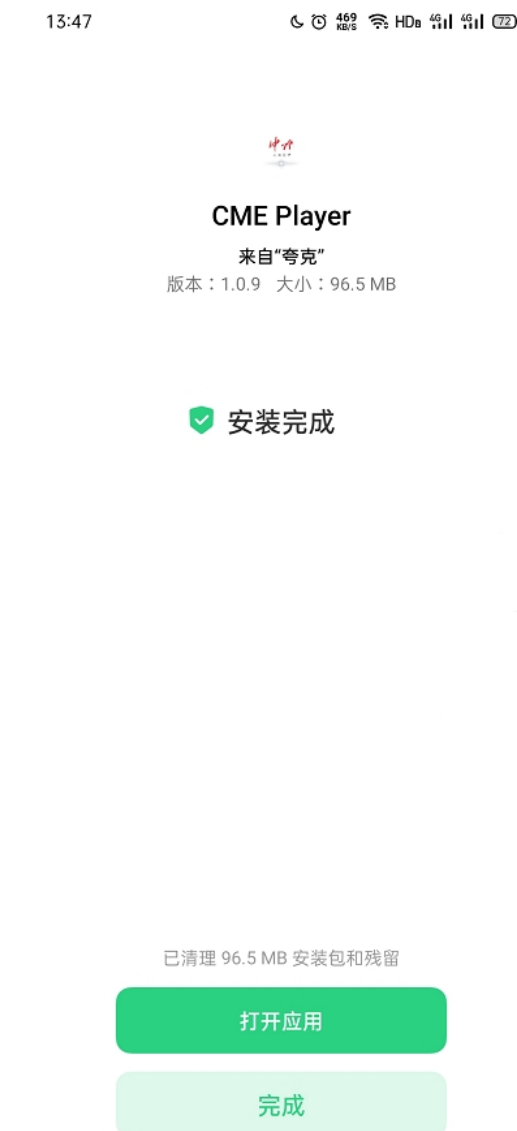 13:47
469 KB/S HD 4G 4G 72
CME Player
来自“夸克”
版本：1.0.9 大小：96.5 MB
安装完成
已清理 96.5 MB 安装包和残留
打开应用
完成